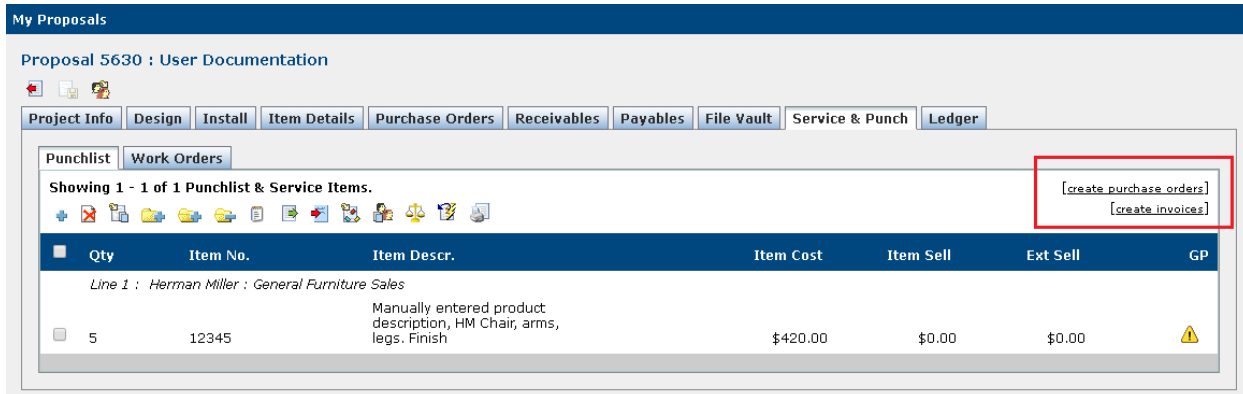 My Proposals
Proposal 5630 : User Documentation
Project Info Design Install Item Details Purchase Orders Receivables Payables File Vault Service & Punch Ledger
Punchlist Work Orders
Showing 1 - 1 of 1 Punchlist & Service Items.
[create purchase orders]
[create invoices]
Qty Item No. Item Descr. Item Cost Item Sell Ext Sell GP
Line 1 : Herman Miller : General Furniture Sales
Manually entered product
description, HM Chair, arms,
5 12345 legs. Finish $420.00 $0.00 $0.00